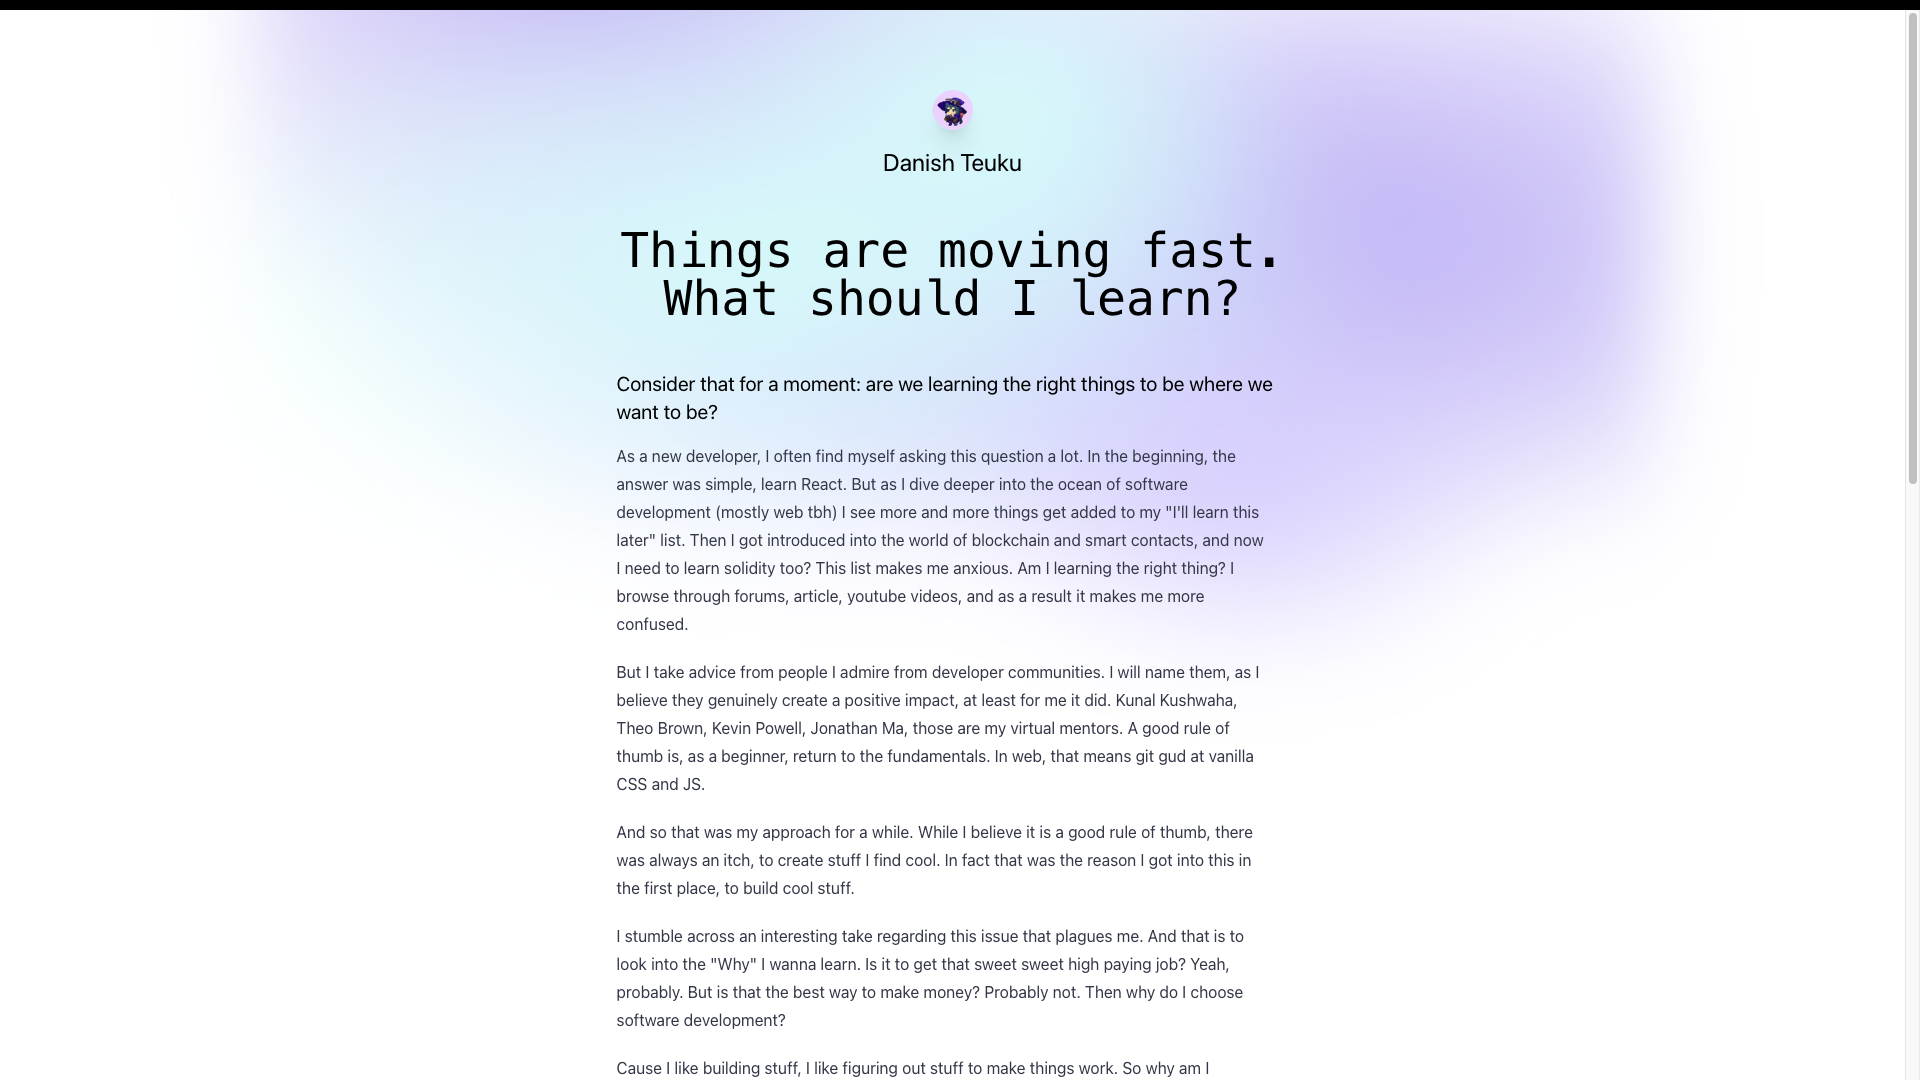 Danish Teuku
Things are moving fast.
What should I learn?
Consider that for a moment: are we learning the right things to be where we
want to be?
As a new developer, I often find myself asking this question a lot. In the beginning, the
answer was simple, learn React. But as I dive deeper into the ocean of software
development (mostly web tbh) I see more and more things get added to my "I'll learn this
later" list. Then I got introduced into the world of blockchain and smart contacts, and now
I need to learn solidity too? This list makes me anxious. Am I learning the right thing? I
browse through forums, article, youtube videos, and as a result it makes me more
confused.
But I take advice from people I admire from developer communities. I will name them, as I
believe they genuinely create a positive impact, at least for me it did. Kunal Kushwaha,
Theo Brown, Kevin Powell, Jonathan Ma, those are my virtual mentors. A good rule of
thumb is, as a beginner, return to the fundamentals. In web, that means git gud at vanilla
CSS and JS.
And so that was my approach for a while. While I believe it is a good rule of thumb, there
was always an itch, to create stuff I find cool. In fact that was the reason I got into this in
the first place, to build cool stuff.
I stumble across an interesting take regarding this issue that plagues me. And that is to
look into the "Why" I wanna learn. Is it to get that sweet sweet high paying job? Yeah,
probably. But is that the best way to make money? Probably not. Then why do I choose
software development?
Cause I like building stuff, I like figuring out stuff to make things work. So why am I